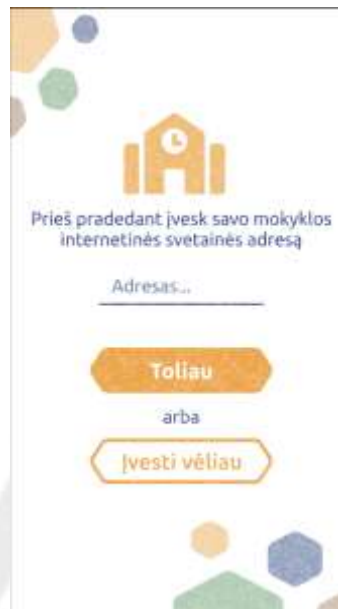 Prieš pradedant įvesk savo mokyklos
internetinės svetainės adresą
Adresas...
Toliau
arba
Įvesti vėliau